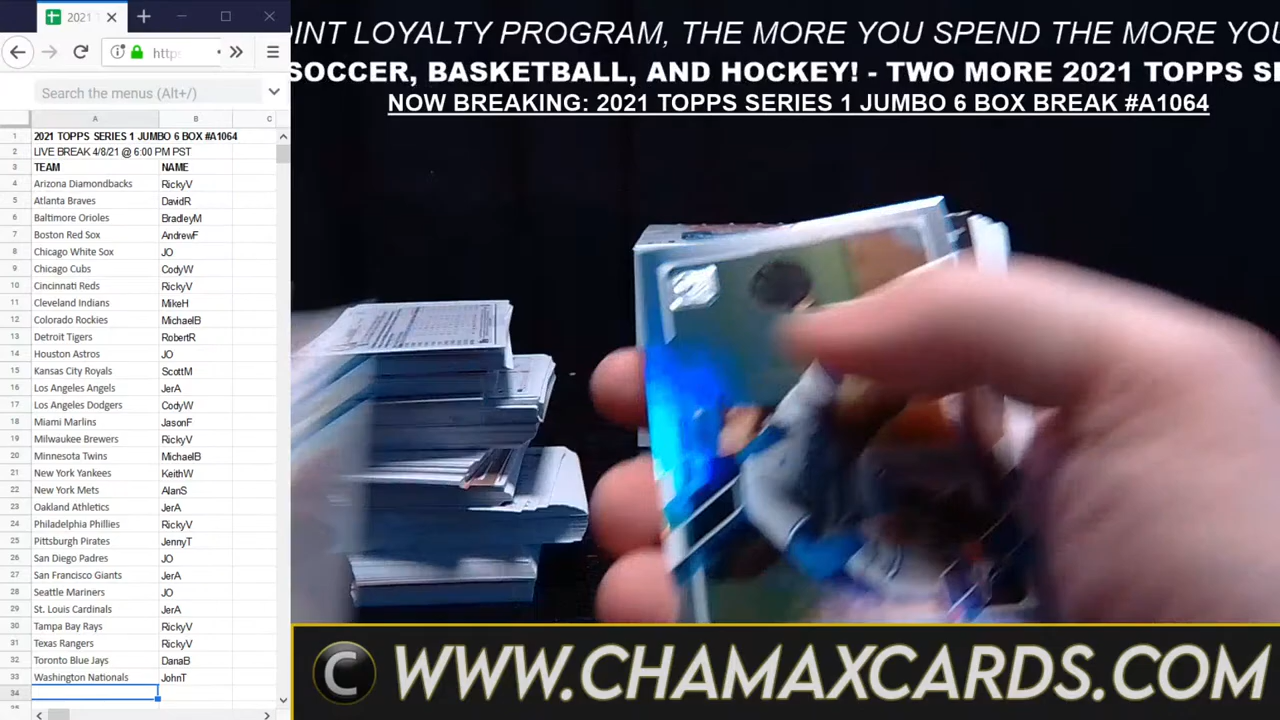 2021 T
https:
Search the menus (Alt+/)
A B C
1 2021 TOPPS SERIES 1 JUMBO 6 BOX #A1064
2 LIVE BREAK 4/8/21 @ 6:00 PM PST
3 TEAM NAME
4 Arizona Diamondbacks RickyV
5 Atlanta Braves DavidR
6 Baltimore Orioles BradleyM
7 Boston Red Sox AndrewF
8 Chicago White Sox JO
9 Chicago Cubs CodyW
10 Cincinnati Reds RickyV
11 Cleveland Indians MikeH
12 Colorado Rockies MichaelB
13 Detroit Tigers RobertR
14 Houston Astros JO
15 Kansas City Royals ScottM
16 Los Angeles Angels JerA
17 Los Angeles Dodgers CodyW
18 Miami Marlins JasonF
19 Milwaukee Brewers RickyV
20 Minnesota Twins MichaelB
21 New York Yankees KeithW
22 New York Mets AlanS
23 Oakland Athletics JerA
24 Philadelphia Phillies RickyV
25 Pittsburgh Pirates JennyT
26 San Diego Padres JO
27 San Francisco Giants JerA
28 Seattle Mariners JO
29 St. Louis Cardinals JerA
30 Tampa Bay Rays RickyV
31 Texas Rangers RickyV
32 Toronto Blue Jays DanaB
33 Washington Nationals JohnT
34
OINT LOYALTY PROGRAM, THE MORE YOU SPEND THE MORE YOU
SOCCER, BASKETBALL, AND HOCKEY! - TWO MORE 2021 TOPPS SE
NOW BREAKING: 2021 TOPPS SERIES 1 JUMBO 6 BOX BREAK #A1064
C WWW.CHAMAXCARDS.COM